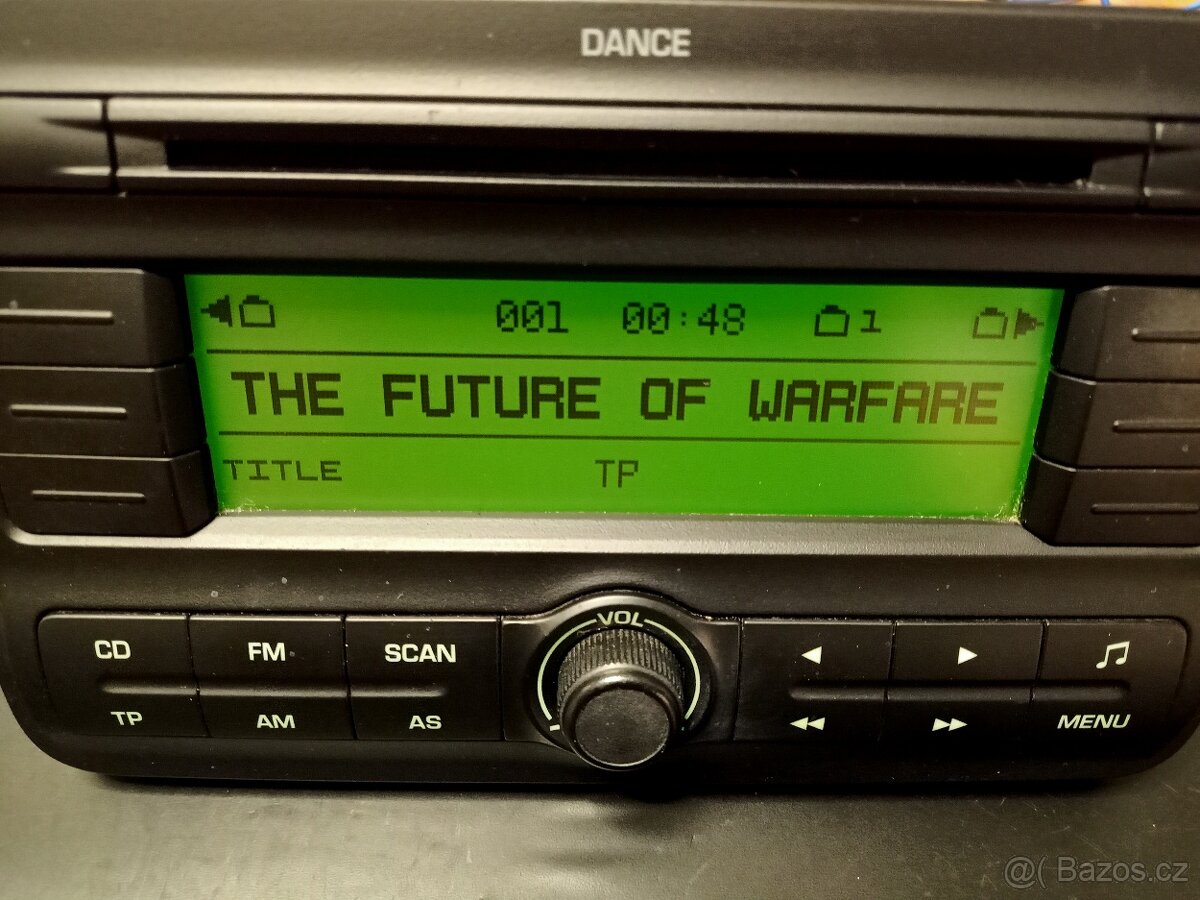 DANCE
001 00:48 1
THE FUTURE OF WARFARE
TITLE TP
VOL
CD FM SCAN
TP AM AS MENU
@( Bazos.cz